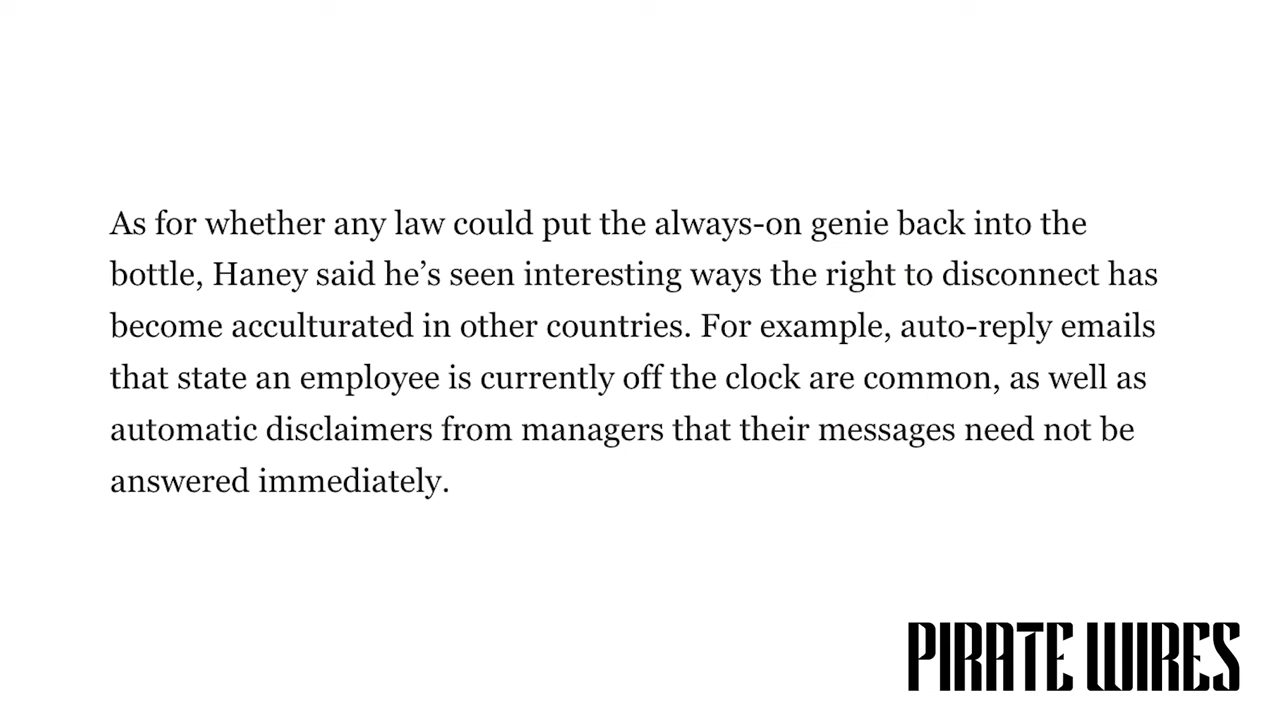 As for whether any law could put the always-on genie back into the
bottle, Haney said he’s seen interesting ways the right to disconnect has
become acculturated in other countries. For example, auto-reply emails
that state an employee is currently off the clock are common, as well as
automatic disclaimers from managers that their messages need not be
answered immediately.
PIRATE WIRES